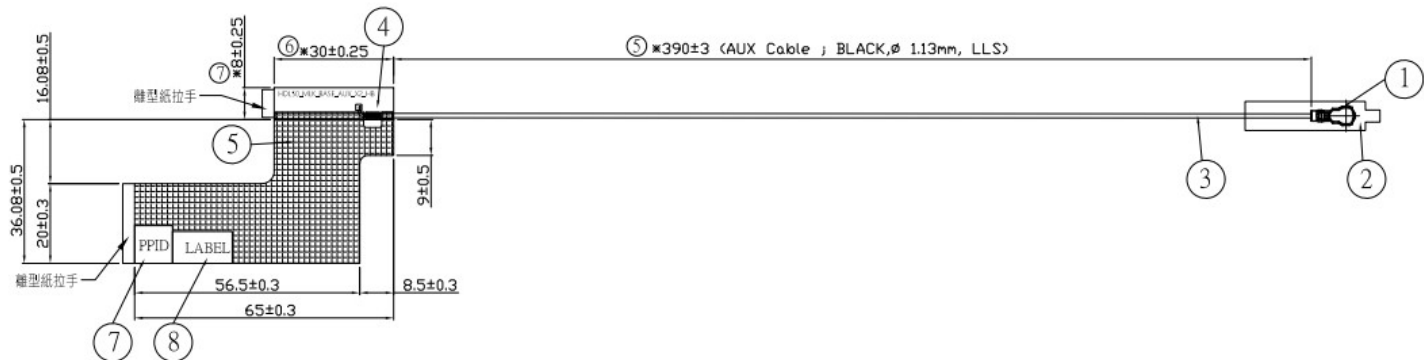 ⑥*30±0.25
④
⑤*390±3 (AUX Cable ; BLACK,Ø 1.13mm, LLS)
⑦*8±0.25
16.08±0.5
離型紙拉手
HDL50_MIX_BASE_AUX_X2_HB
①
⑤
36.08±0.5
20±0.3
9±0.5
③
②
PPID
LABEL
離型紙拉手
56.5±0.3
8.5±0.3
65±0.3
⑦
⑧